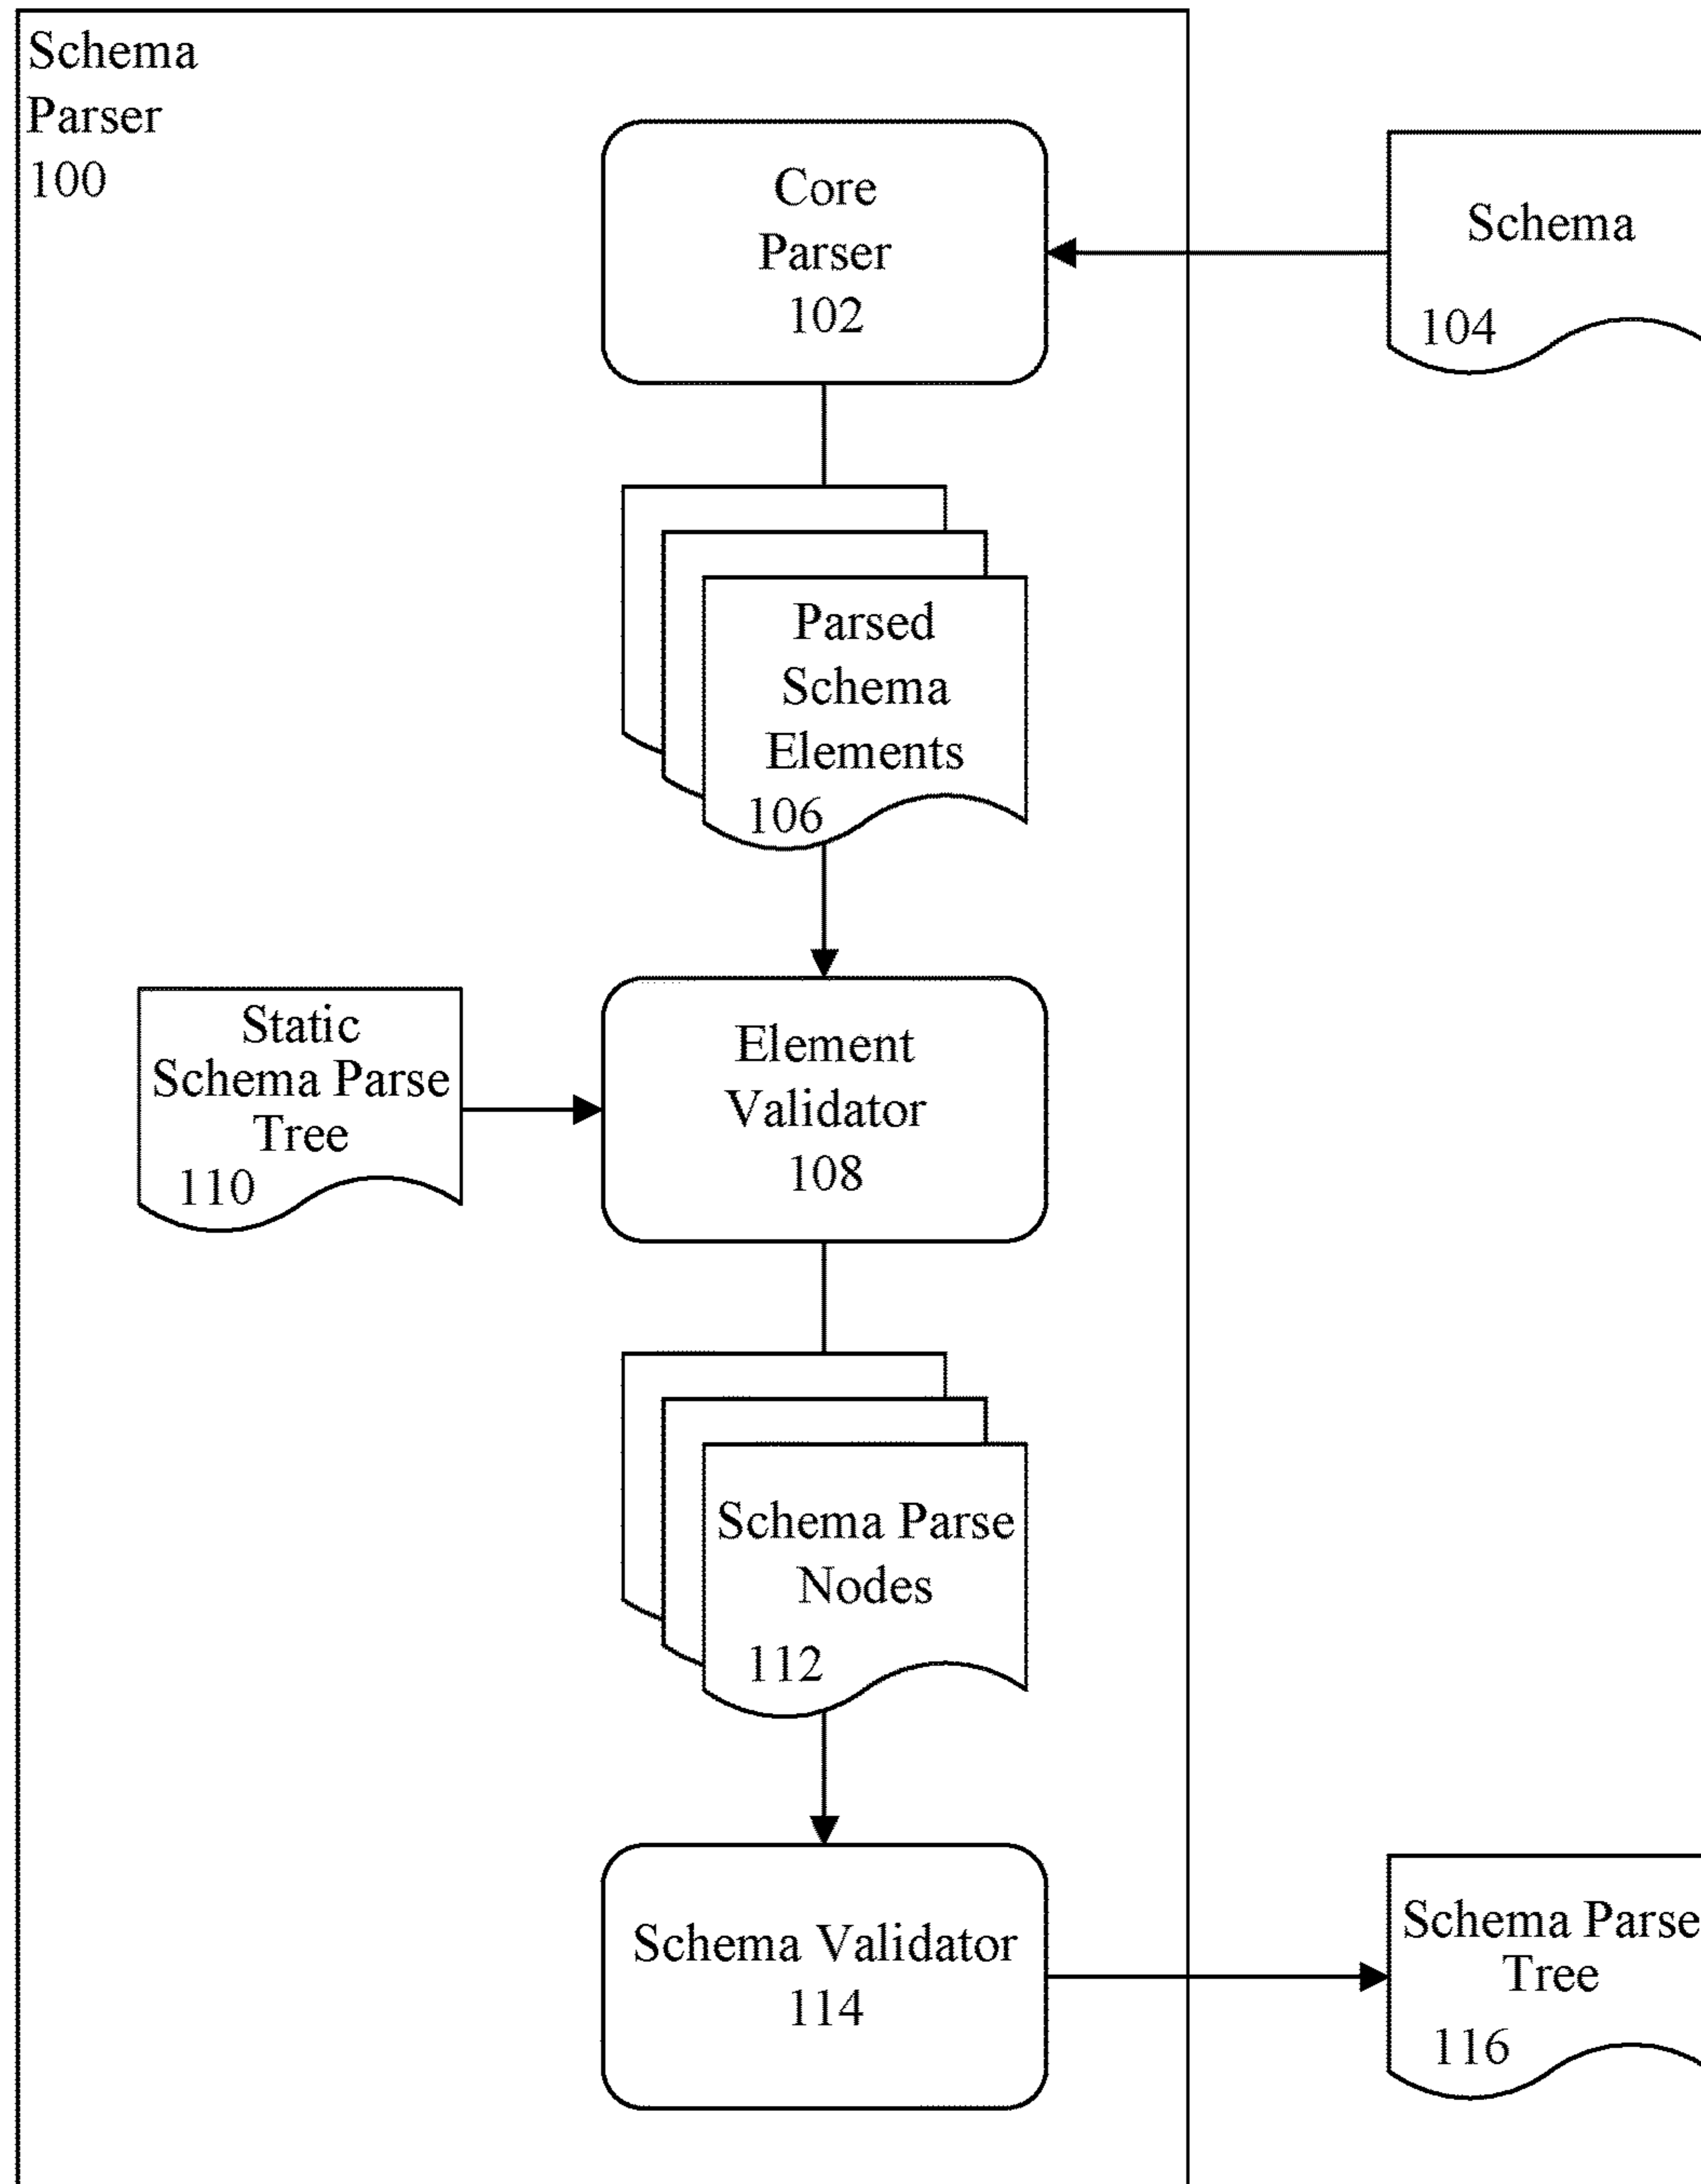 Schema
Parser
100
Core
Parser
102
Schema
104
Parsed
Schema
Elements
106
Static
Schema Parse
Tree
110
Element
Validator
108
Schema Parse
Nodes
112
Schema Validator
114
Schema Parse
Tree
116